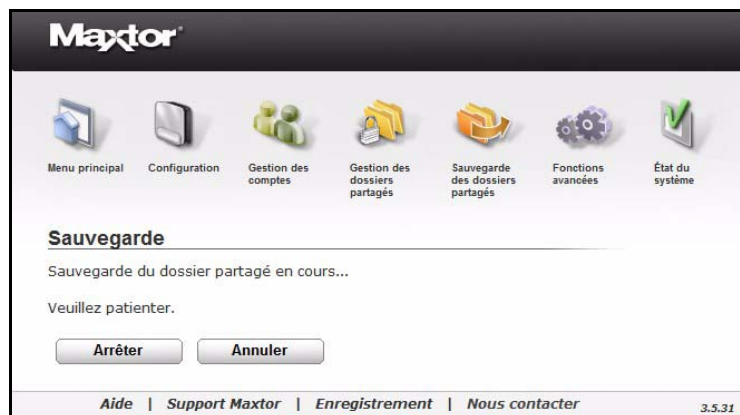 Maxtor
Menu principal
Configuration
Gestion des
comptes
Gestion des
dossiers
partagés
Sauvegarde
des dossiers
partagés
Fonctions
avancées
État du
système
Sauvegarde
Sauvegarde du dossier partagé en cours...
Veuillez patienter.
Arrêter
Annuler
Aide | Support Maxtor | Enregistrement | Nous contacter
3.5.31